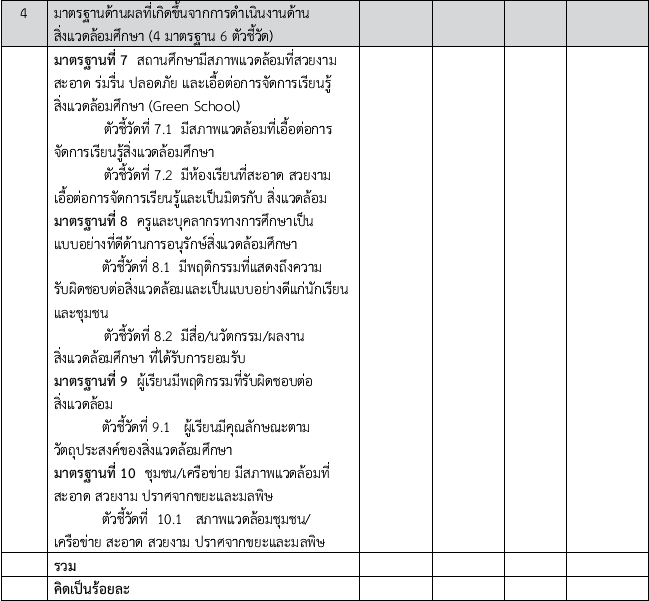 4 มาตรฐานด้านผลที่เกิดขึ้นจากการดำเนินงานด้าน
สิ่งแวดล้อมศึกษา (4 มาตรฐาน 6 ตัวชี้วัด)
มาตรฐานที่ 7 สถานศึกษามีสภาพแวดล้อมที่สวยงาม
สะอาด ร่มรื่น ปลอดภัย และเอื้อต่อการจัดการเรียนรู้
สิ่งแวดล้อมศึกษา (Green School)
ตัวชี้วัดที่ 7.1 มีสภาพแวดล้อมที่เอื้อต่อการ
จัดการเรียนรู้สิ่งแวดล้อมศึกษา
ตัวชี้วัดที่ 7.2 มีห้องเรียนที่สะอาด สวยงาม
เอื้อต่อการจัดการเรียนรู้และเป็นมิตรกับ สิ่งแวดล้อม
มาตรฐานที่ 8 ครูและบุคลากรทางการศึกษาเป็น
แบบอย่างที่ดีด้านการอนุรักษ์สิ่งแวดล้อมศึกษา
ตัวชี้วัดที่ 8.1 มีพฤติกรรมที่แสดงถึงความ
รับผิดชอบต่อสิ่งแวดล้อมและเป็นแบบอย่างดีแก่นักเรียน
และชุมชน
ตัวชี้วัดที่ 8.2 มีสื่อ/นวัตกรรม/ผลงาน
สิ่งแวดล้อมศึกษา ที่ได้รับการยอมรับ
มาตรฐานที่ 9 ผู้เรียนมีพฤติกรรมที่รับผิดชอบต่อ
สิ่งแวดล้อม
ตัวชี้วัดที่ 9.1 ผู้เรียนมีคุณลักษณะตาม
วัตถุประสงค์ของสิ่งแวดล้อมศึกษา
มาตรฐานที่ 10 ชุมชน/เครือข่าย มีสภาพแวดล้อมที่
สะอาด สวยงาม ปราศจากขยะและมลพิษ
ตัวชี้วัดที่ 10.1 สภาพแวดล้อมชุมชน/
เครือข่าย สะอาด สวยงาม ปราศจากขยะและมลพิษ
รวม
คิดเป็นร้อยละ